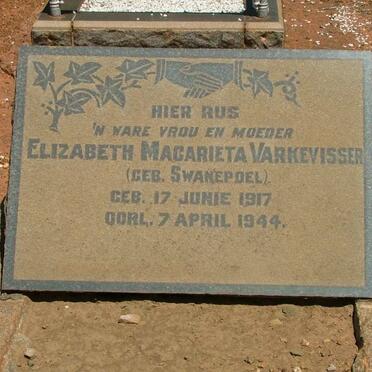 HIER RUS
'N WARE VROU EN MOEDER
ELIZABETH MAGARIETA VARKEVISSER
(GEB. SWANEPOEL)
GEB. 17 JUNIE 1917
OORL. 7 APRIL 1944.